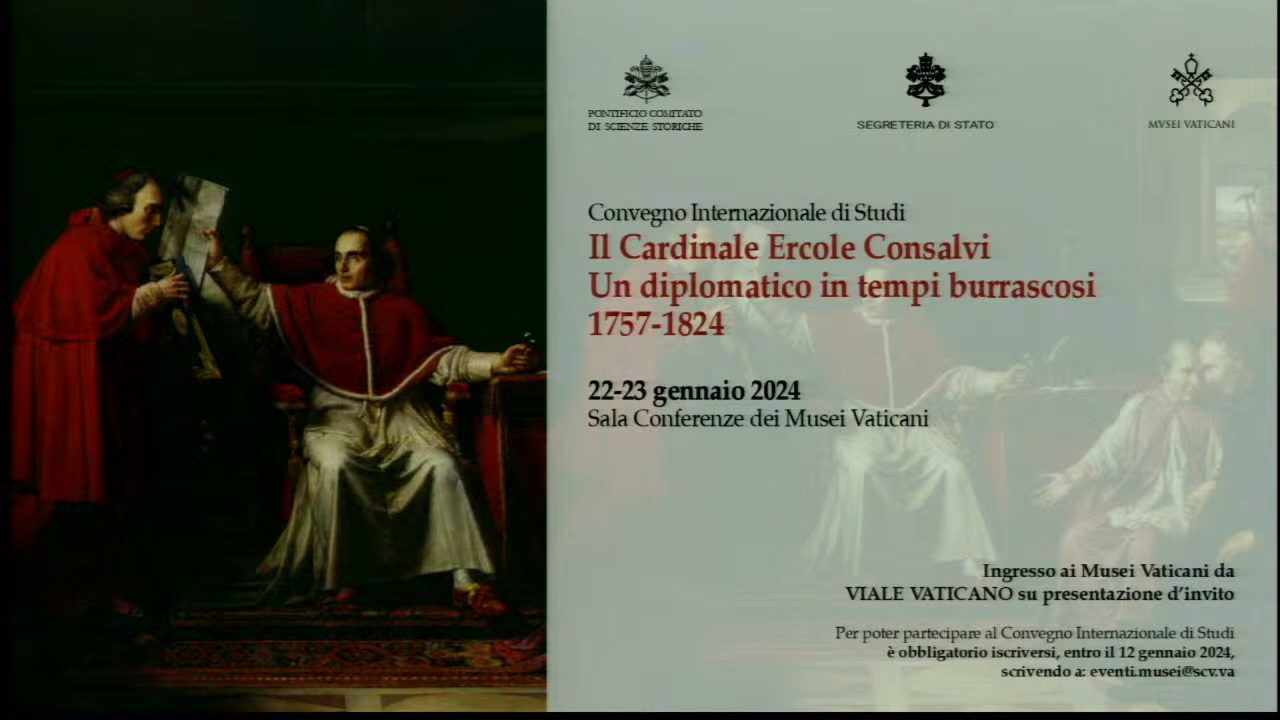 PONTIFICIO COMITATO
DI SCIENZE STORICHE
SEGRETERIA DI STATO
MVSEI VATICANI
Convegno Internazionale di Studi
Il Cardinale Ercole Consalvi
Un diplomatico in tempi burrascosi
1757-1824
22-23 gennaio 2024
Sala Conferenze dei Musei Vaticani
Ingresso ai Musei Vaticani da
VIALE VATICANO su presentazione d'invito
Per poter partecipare al Convegno Internazionale di Studi
è obbligatorio iscriversi, entro il 12 gennaio 2024,
scrivendo a: eventi.musei@scv.va